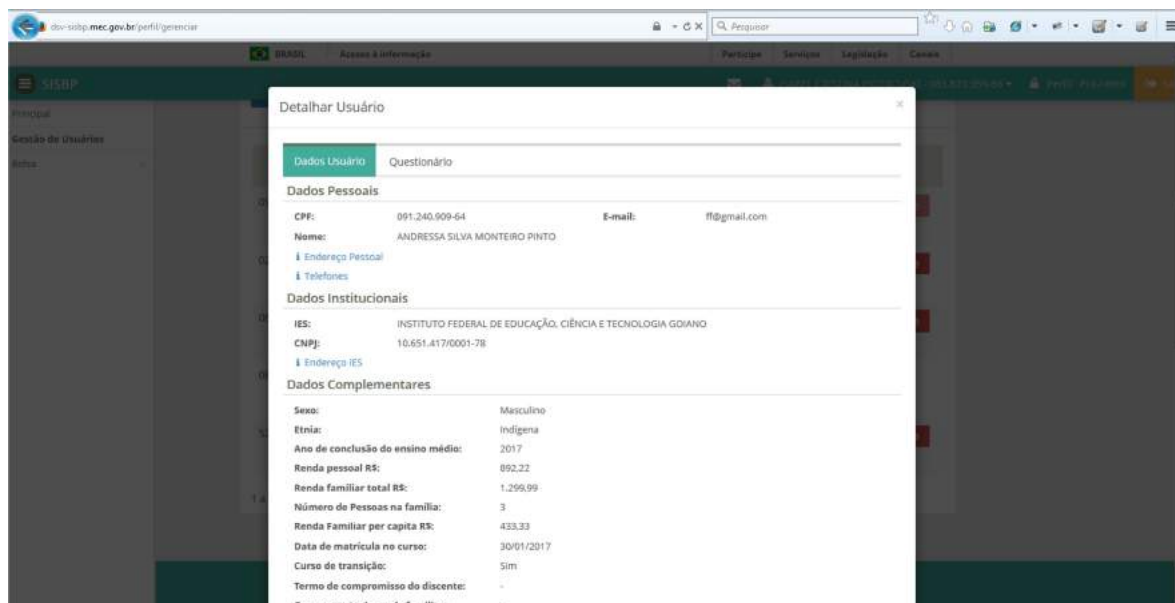 dsv-sisbp.mec.gov.br/perfil/gerenciar
Pesquisar
BRASIL Acesso à informação Participe Serviços Legislação Canais
SISBP
Principal
Gestão de Usuários
Bolsa
Detalhar Usuário
Dados Usuário Questionário
Dados Pessoais
CPF: 091.240.909-64 E-mail: ff@gmail.com
Nome: ANDRESSA SILVA MONTEIRO PINTO
Endereço Pessoal
Telefones
Dados Institucionais
IES: INSTITUTO FEDERAL DE EDUCAÇÃO, CIÊNCIA E TECNOLOGIA GOIANO
CNPJ: 10.651.417/0001-78
Endereço IES
Dados Complementares
Sexo: Masculino
Etnia: Indígena
Ano de conclusão do ensino médio: 2017
Renda pessoal R$: 892,22
Renda familiar total R$: 1.299,99
Número de Pessoas na família: 3
Renda Familiar per capita R$: 433,33
Data de matrícula no curso: 30/01/2017
Curso de transição: Sim
Termo de compromisso do discente: -